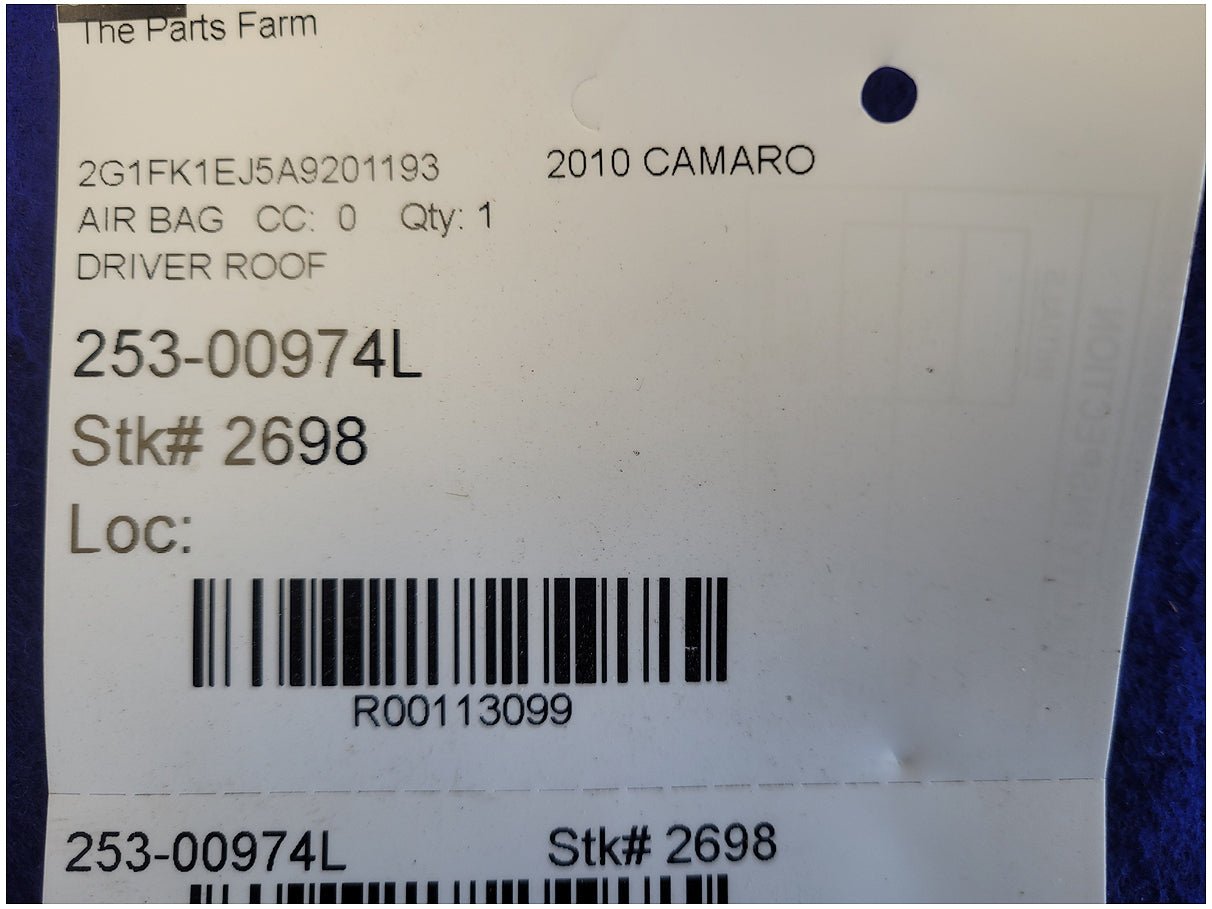 The Parts Farm
2G1FK1EJ5A9201193 2010 CAMARO
AIR BAG CC: 0 Qty: 1
DRIVER ROOF
253-00974L
Stk# 2698
Loc:
R00113099
253-00974L Stk# 2698